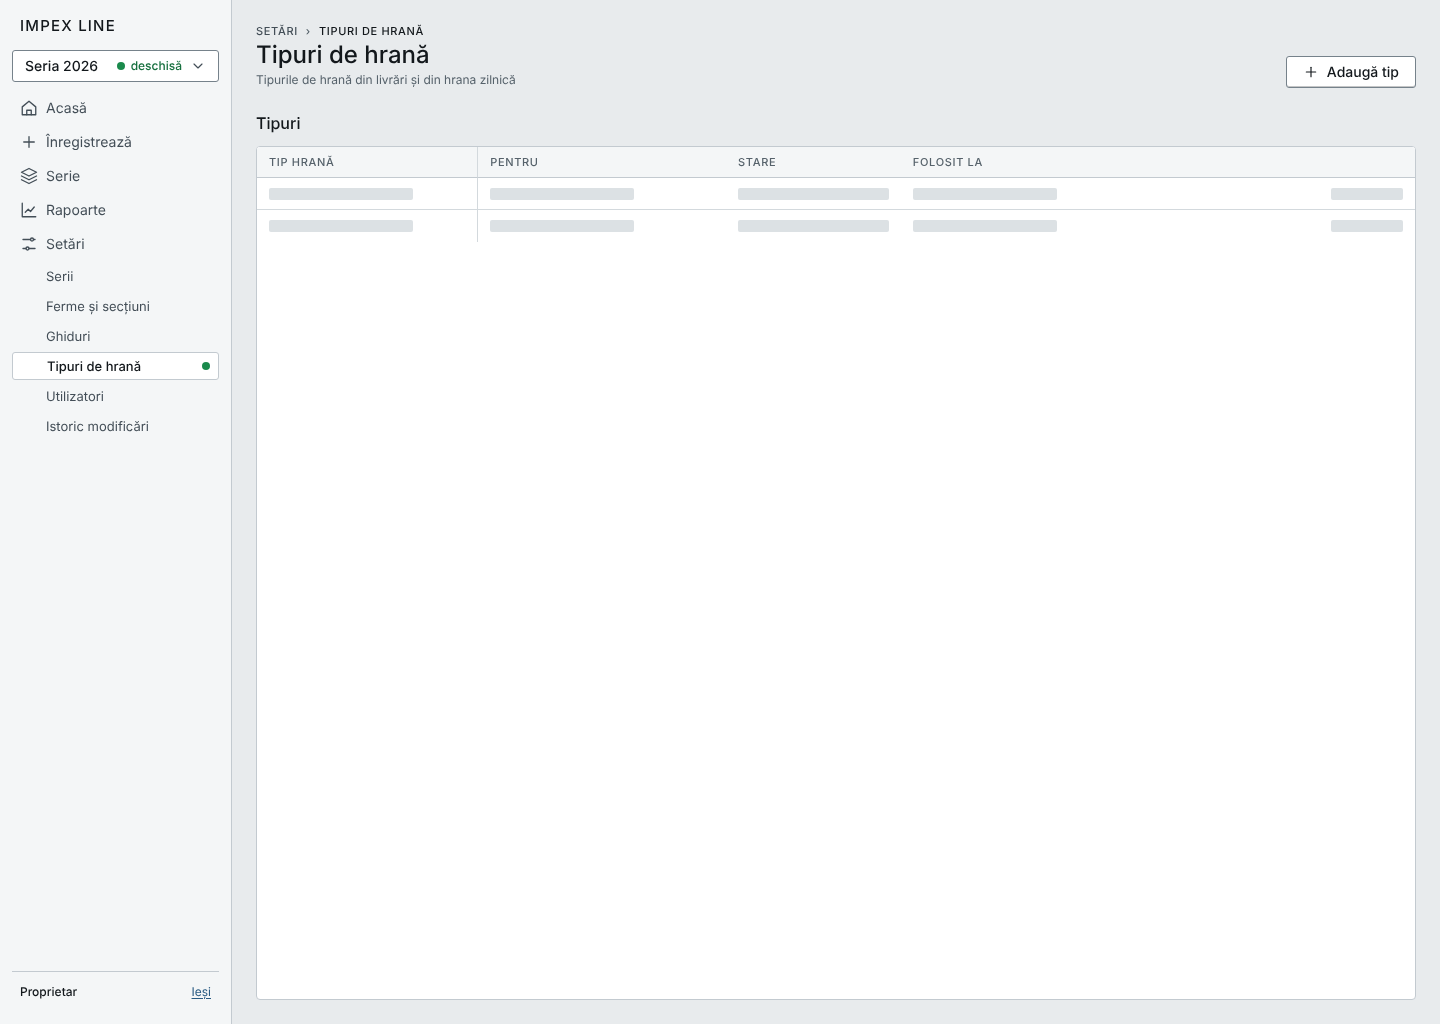 IMPEX LINE
Seria 2026 deschisă
Acasă
Înregistrează
Serie
Rapoarte
Setări
Serii
Ferme și secțiuni
Ghiduri
Tipuri de hrană
Utilizatori
Istoric modificări
Proprietar Ieși
SETĂRI › TIPURI DE HRANĂ
Tipuri de hrană
Tipurile de hrană din livrări și din hrana zilnică
Adaugă tip
Tipuri
TIP HRANĂ PENTRU STARE FOLOSIT LA